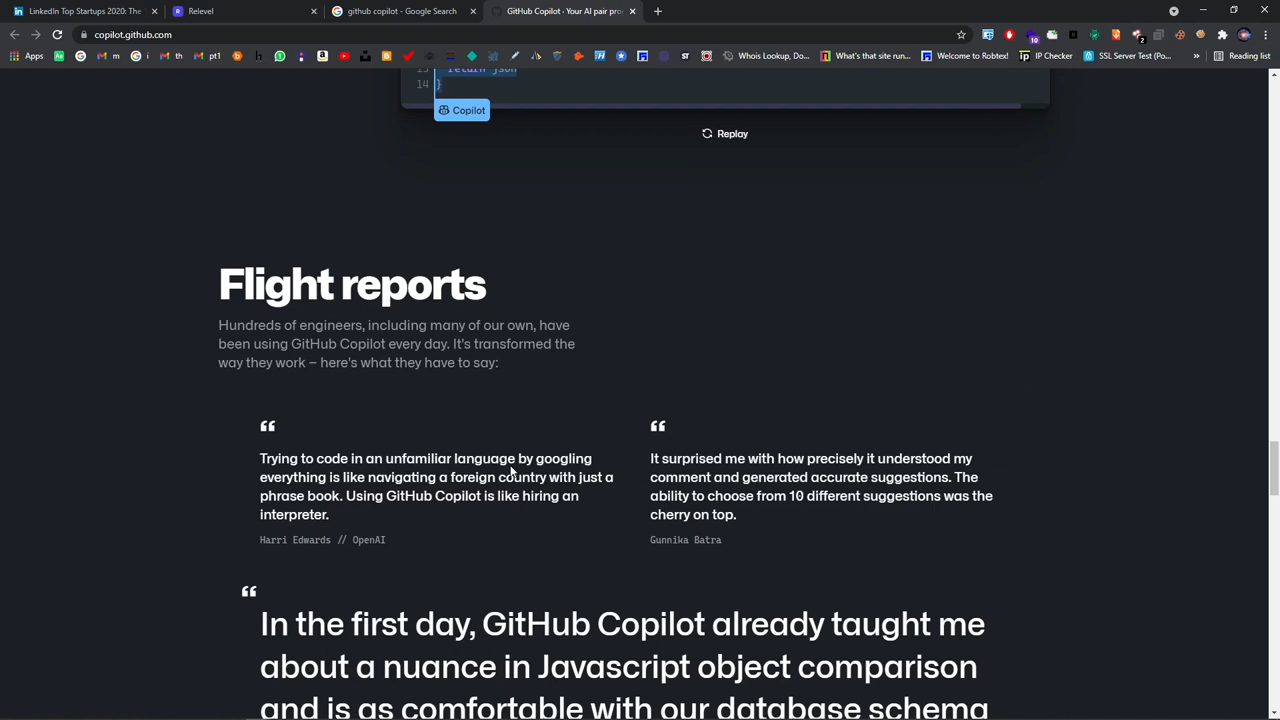 LinkedIn Top Startups 2020: The
Relevel
github copilot - Google Search
GitHub Copilot · Your AI pair pro
copilot.github.com
Apps
m
i
th
pt1
b
h
ST
Whois Lookup, Do...
What's that site run...
Welcome to Robtex!
IP Checker
SSL Server Test (Po...
»
Reading list
return json
14 }
Copilot
Replay
Flight reports
Hundreds of engineers, including many of our own, have
been using GitHub Copilot every day. It's transformed the
way they work – here's what they have to say:
“
Trying to code in an unfamiliar language by googling
everything is like navigating a foreign country with just a
phrase book. Using GitHub Copilot is like hiring an
interpreter.
Harri Edwards // OpenAI
“
It surprised me with how precisely it understood my
comment and generated accurate suggestions. The
ability to choose from 10 different suggestions was the
cherry on top.
Gunnika Batra
“
In the first day, GitHub Copilot already taught me
about a nuance in Javascript object comparison
and is as comfortable with our database schema